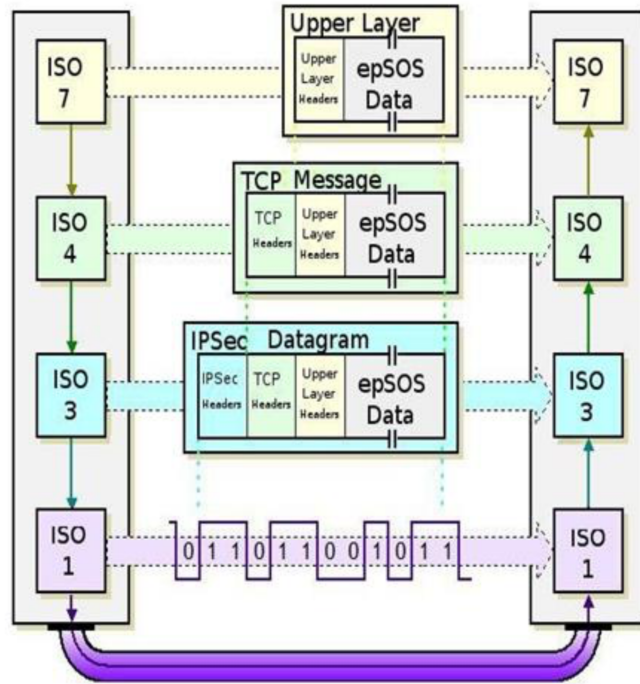 Upper Layer
ISO
7
Upper
Layer
Headers
epSOS
Data
ISO
7
TCP Message
ISO
4
TCP
Headers
Upper
Layer
Headers
epSOS
Data
ISO
4
IPSec Datagram
ISO
3
IPSec
Headers
TCP
Headers
Upper
Layer
Headers
epSOS
Data
ISO
3
ISO
1
0 1 1 0 1 1 0 0 1 0 1 1
ISO
1